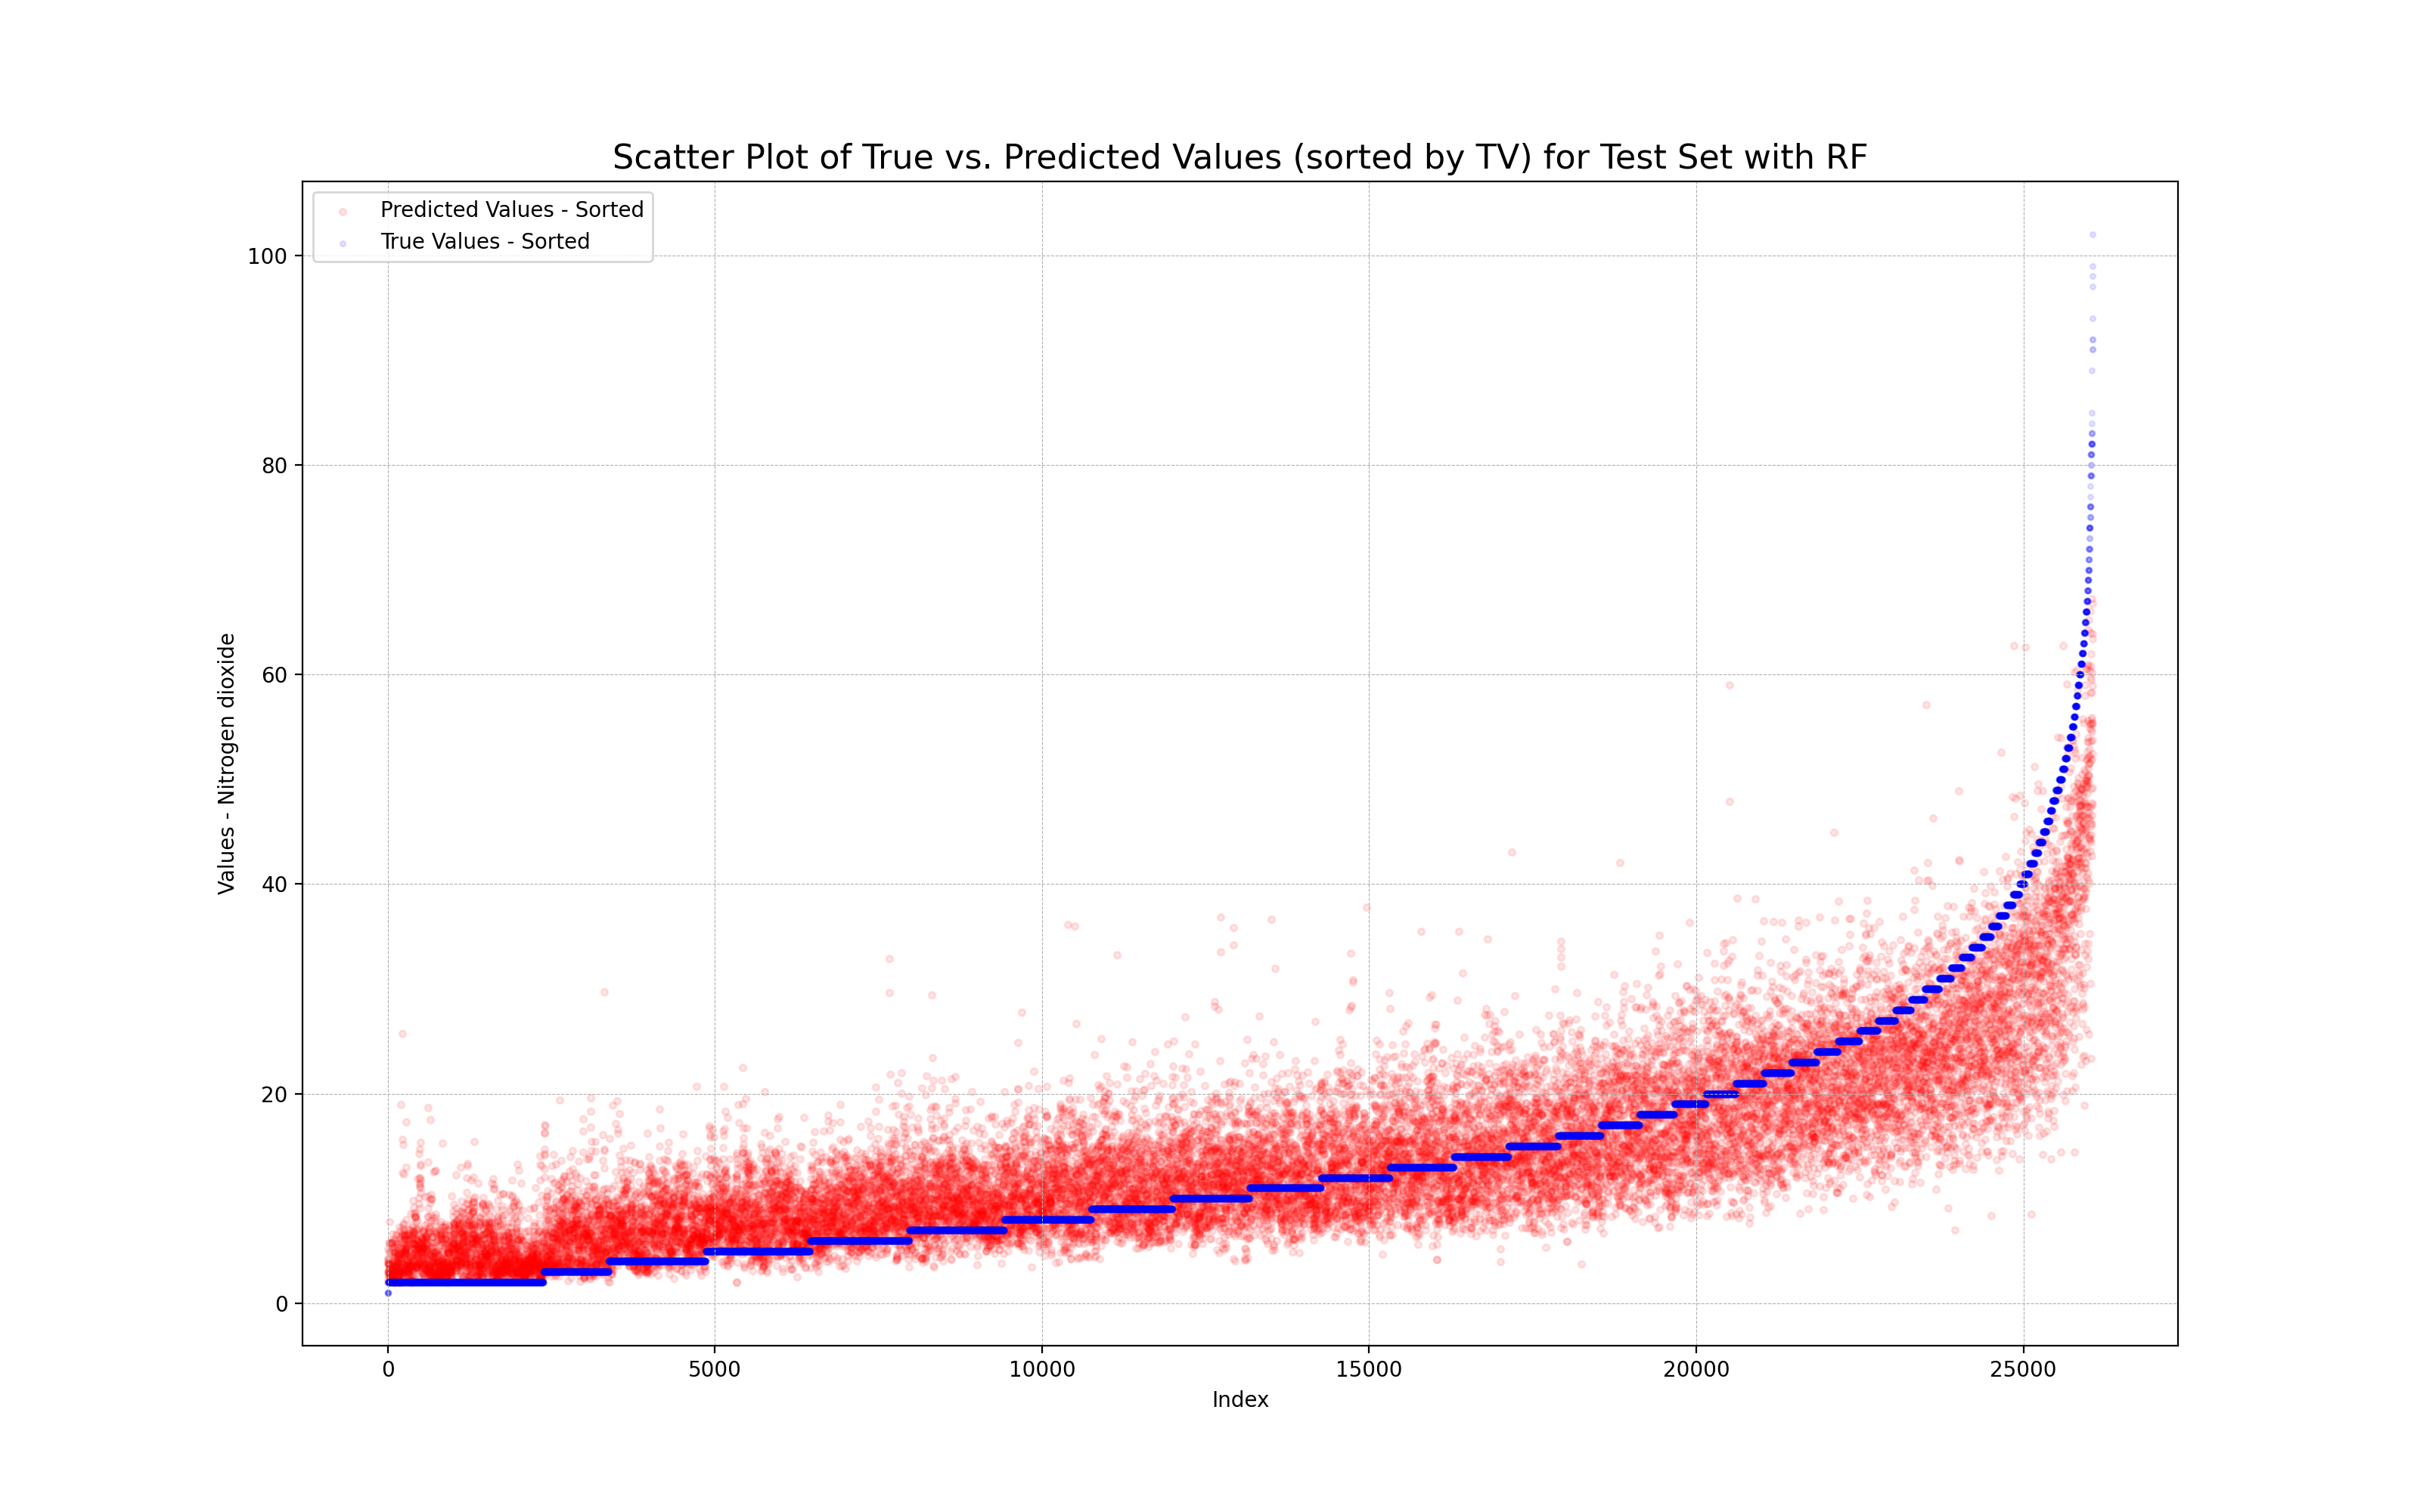 Scatter Plot of True vs. Predicted Values (sorted by TV) for Test Set with RF
Predicted Values - Sorted
True Values - Sorted
100
80
60
40
20
0
Values - Nitrogen dioxide
0 5000 10000 15000 20000 25000
Index